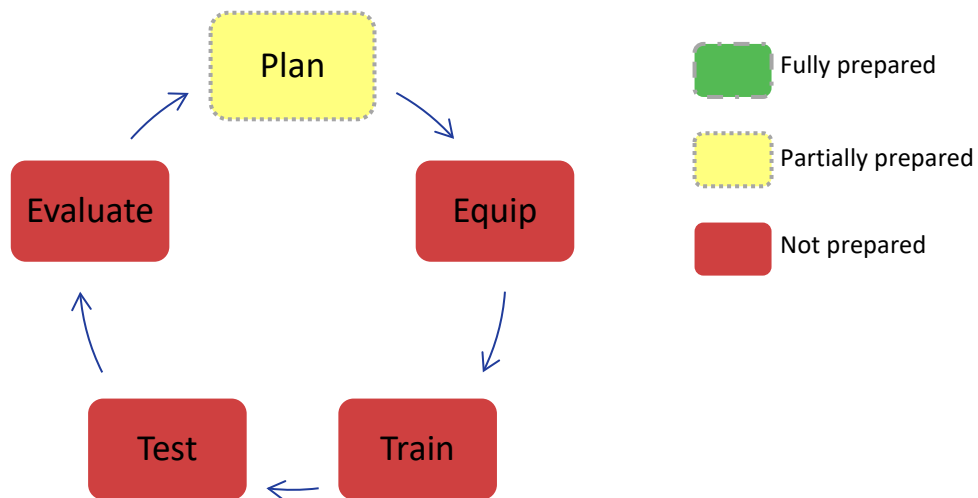 Plan
Equip
Train
Test
Evaluate
Fully prepared
Partially prepared
Not prepared